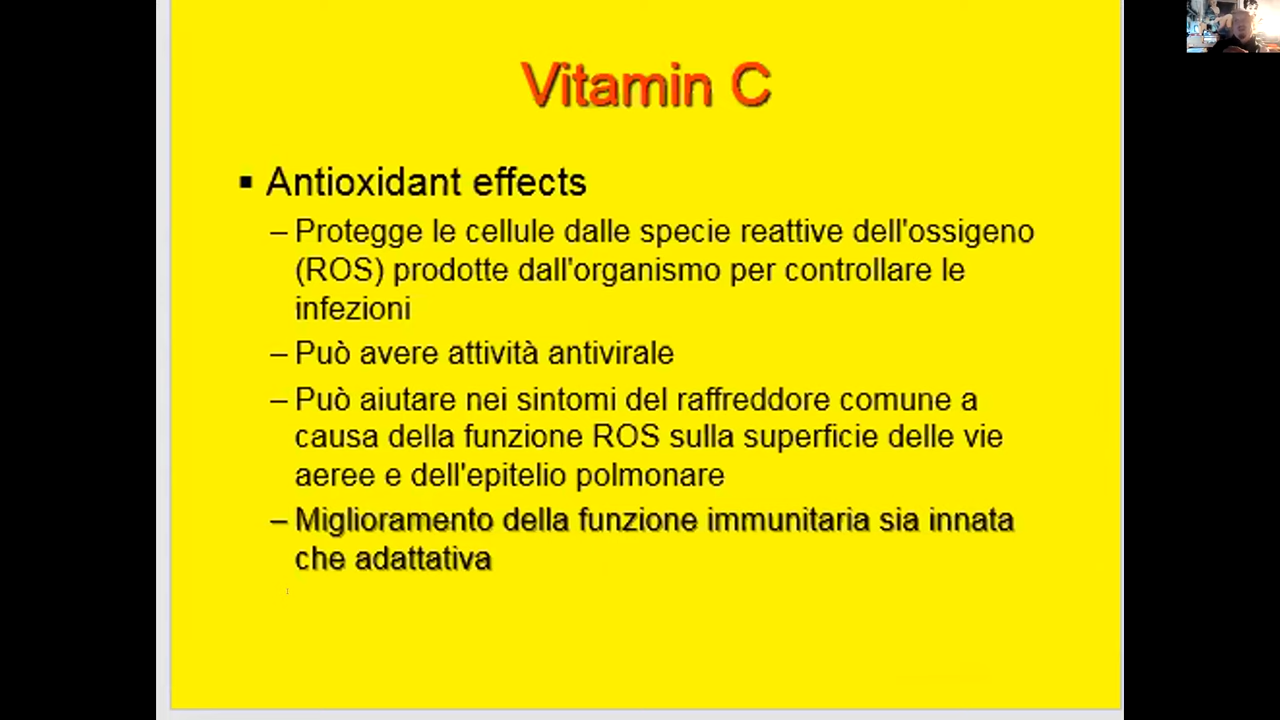 Vitamin C
▪ Antioxidant effects
– Protegge le cellule dalle specie reattive dell'ossigeno
(ROS) prodotte dall'organismo per controllare le
infezioni
– Può avere attività antivirale
– Può aiutare nei sintomi del raffreddore comune a
causa della funzione ROS sulla superficie delle vie
aeree e dell'epitelio polmonare
– Miglioramento della funzione immunitaria sia innata
che adattativa